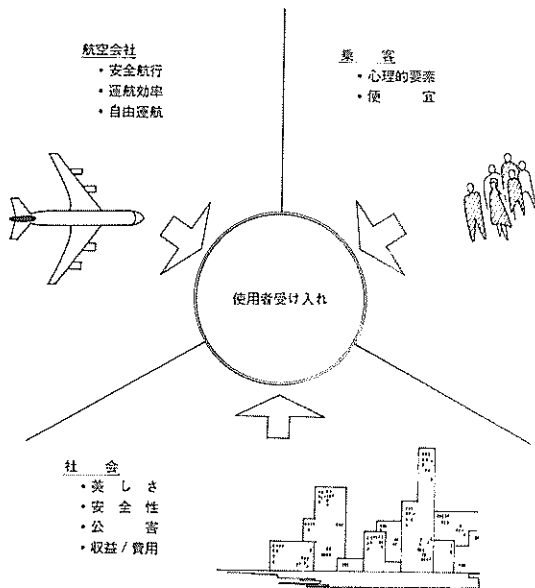 航空会社
・安全航行
・運航効率
・自由運航
乗 客
・心理的要素
・便 宜
使用者受け入れ
社 会
・美 し さ
・安 全 性
・公 害
・収益/費用